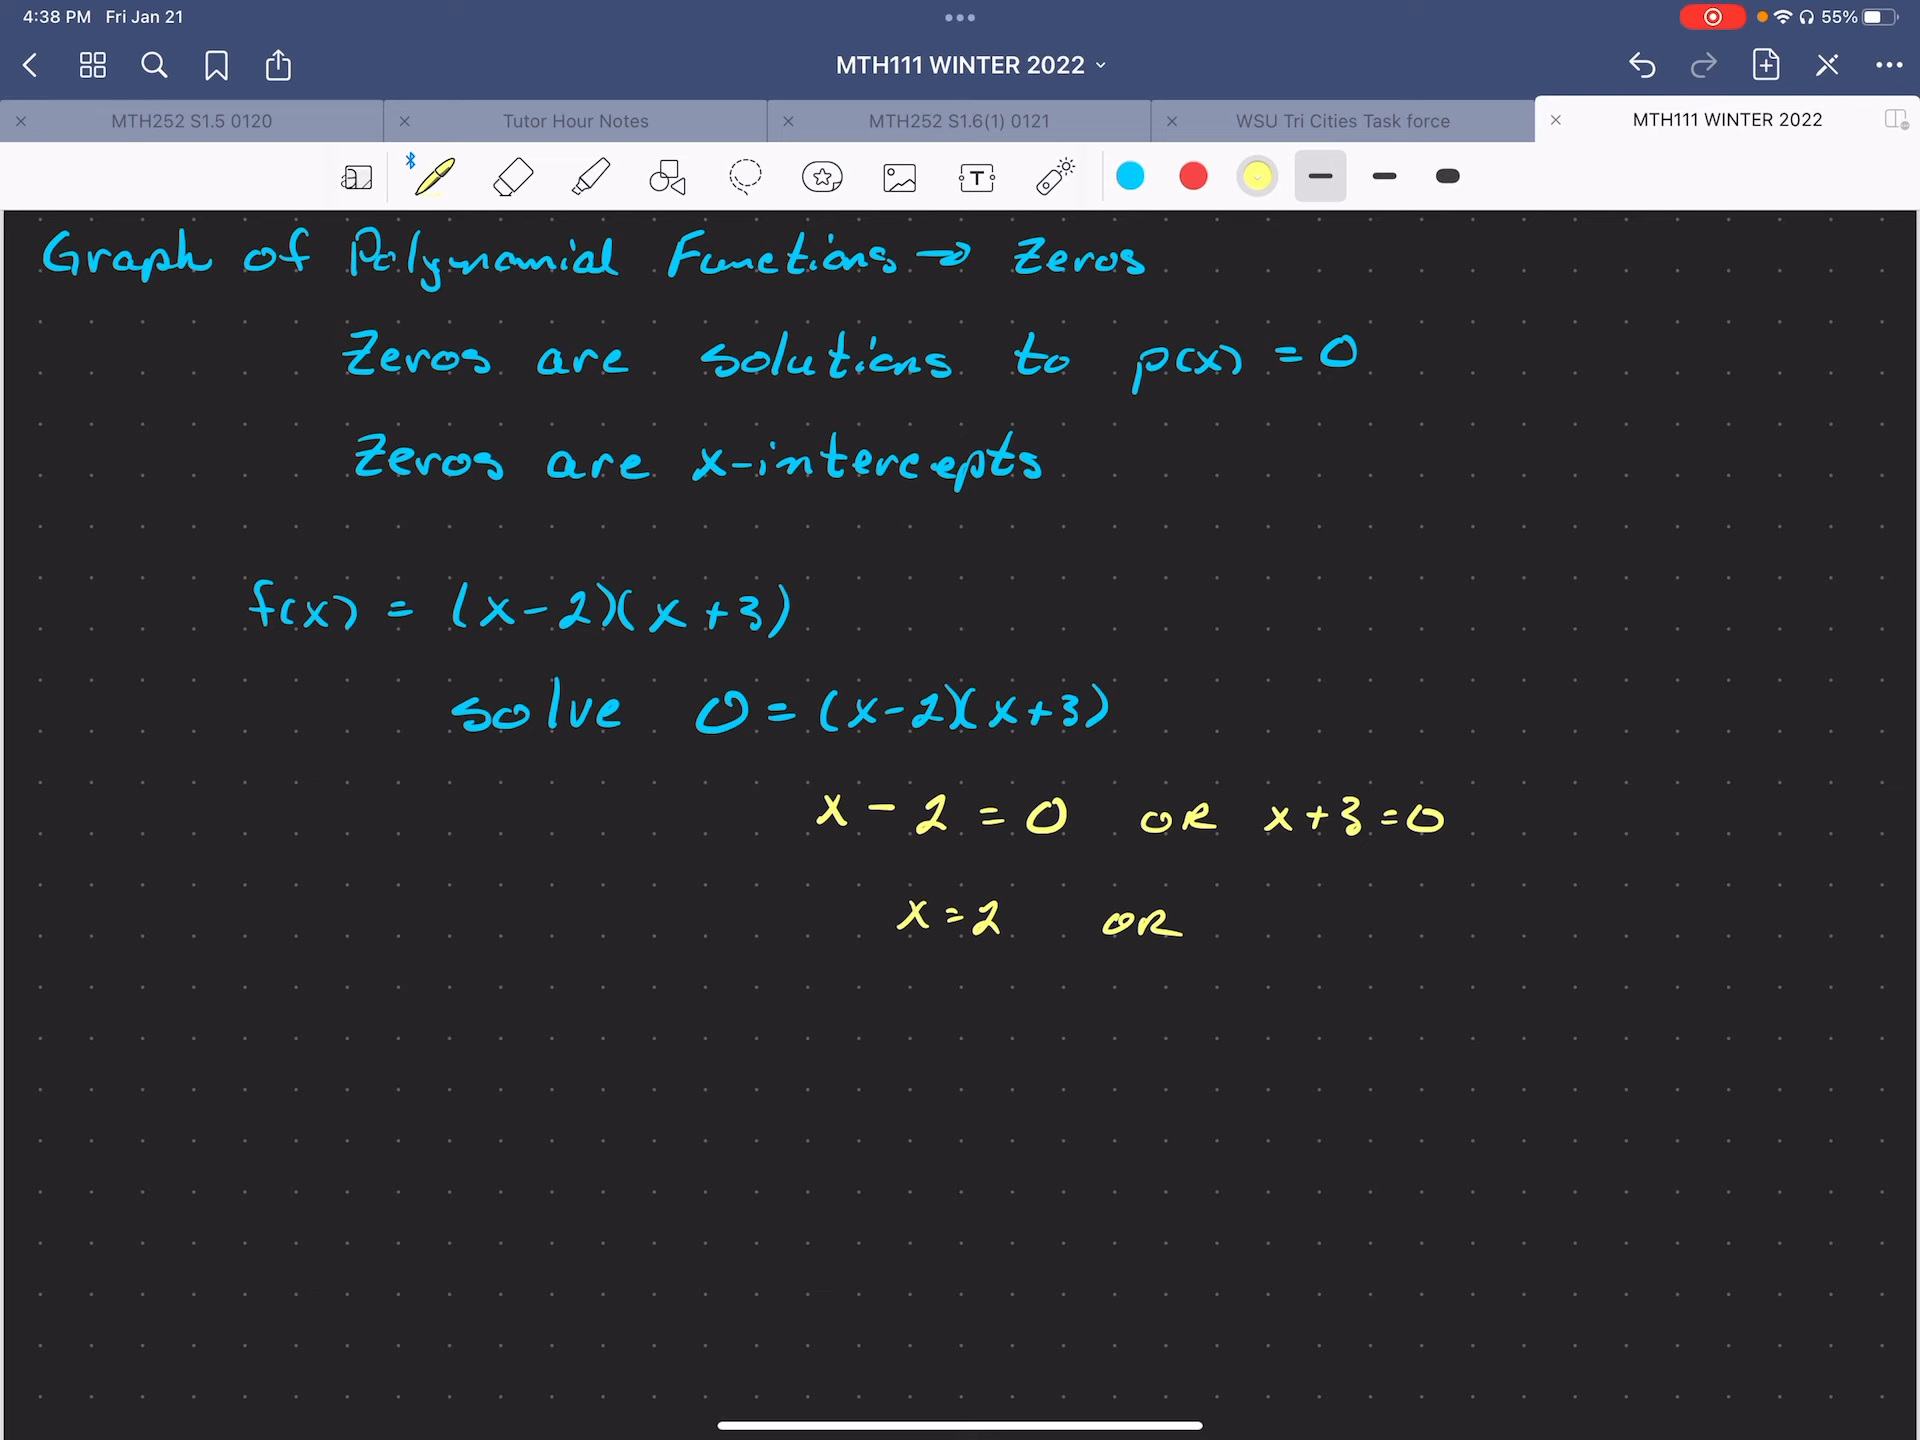 4:38 PM Fri Jan 21
55%
MTH111 WINTER 2022
MTH252 S1.5 0120
Tutor Hour Notes
MTH252 S1.6(1) 0121
WSU Tri Cities Task force
MTH111 WINTER 2022
Graph of Polynomial Functions → Zeros
Zeros are solutions to p(x) = 0
Zeros are x-intercepts
f(x) = (x-2)(x+3)
solve 0 = (x-2)(x+3)
x - 2 = 0 OR x+3=0
x=2 OR